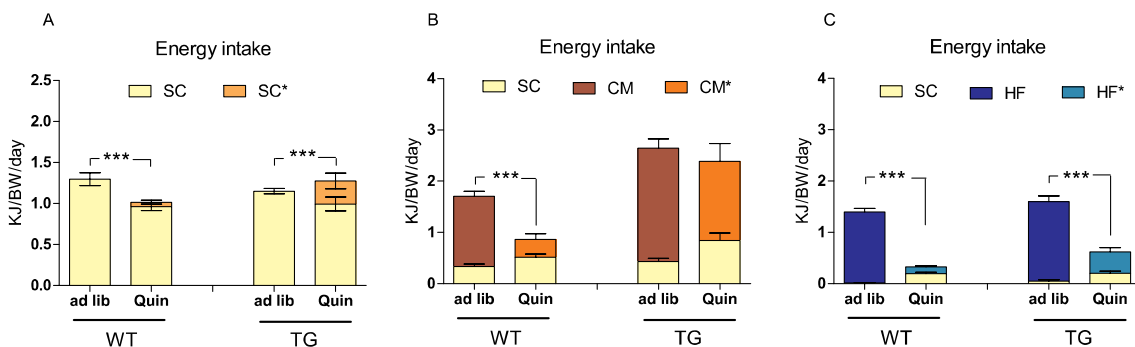 A
Energy intake
KJ/BW/day
2.5
2.0
1.5
1.0
0.5
0.0
SC
SC*
***
***
ad lib
Quin
ad lib
Quin
WT
TG
B
Energy intake
KJ/BW/day
4
3
2
1
0
SC
CM
CM*
***
ad lib
Quin
ad lib
Quin
WT
TG
C
Energy intake
KJ/BW/day
4
3
2
1
0
SC
HF
HF*
***
***
ad lib
Quin
ad lib
Quin
WT
TG